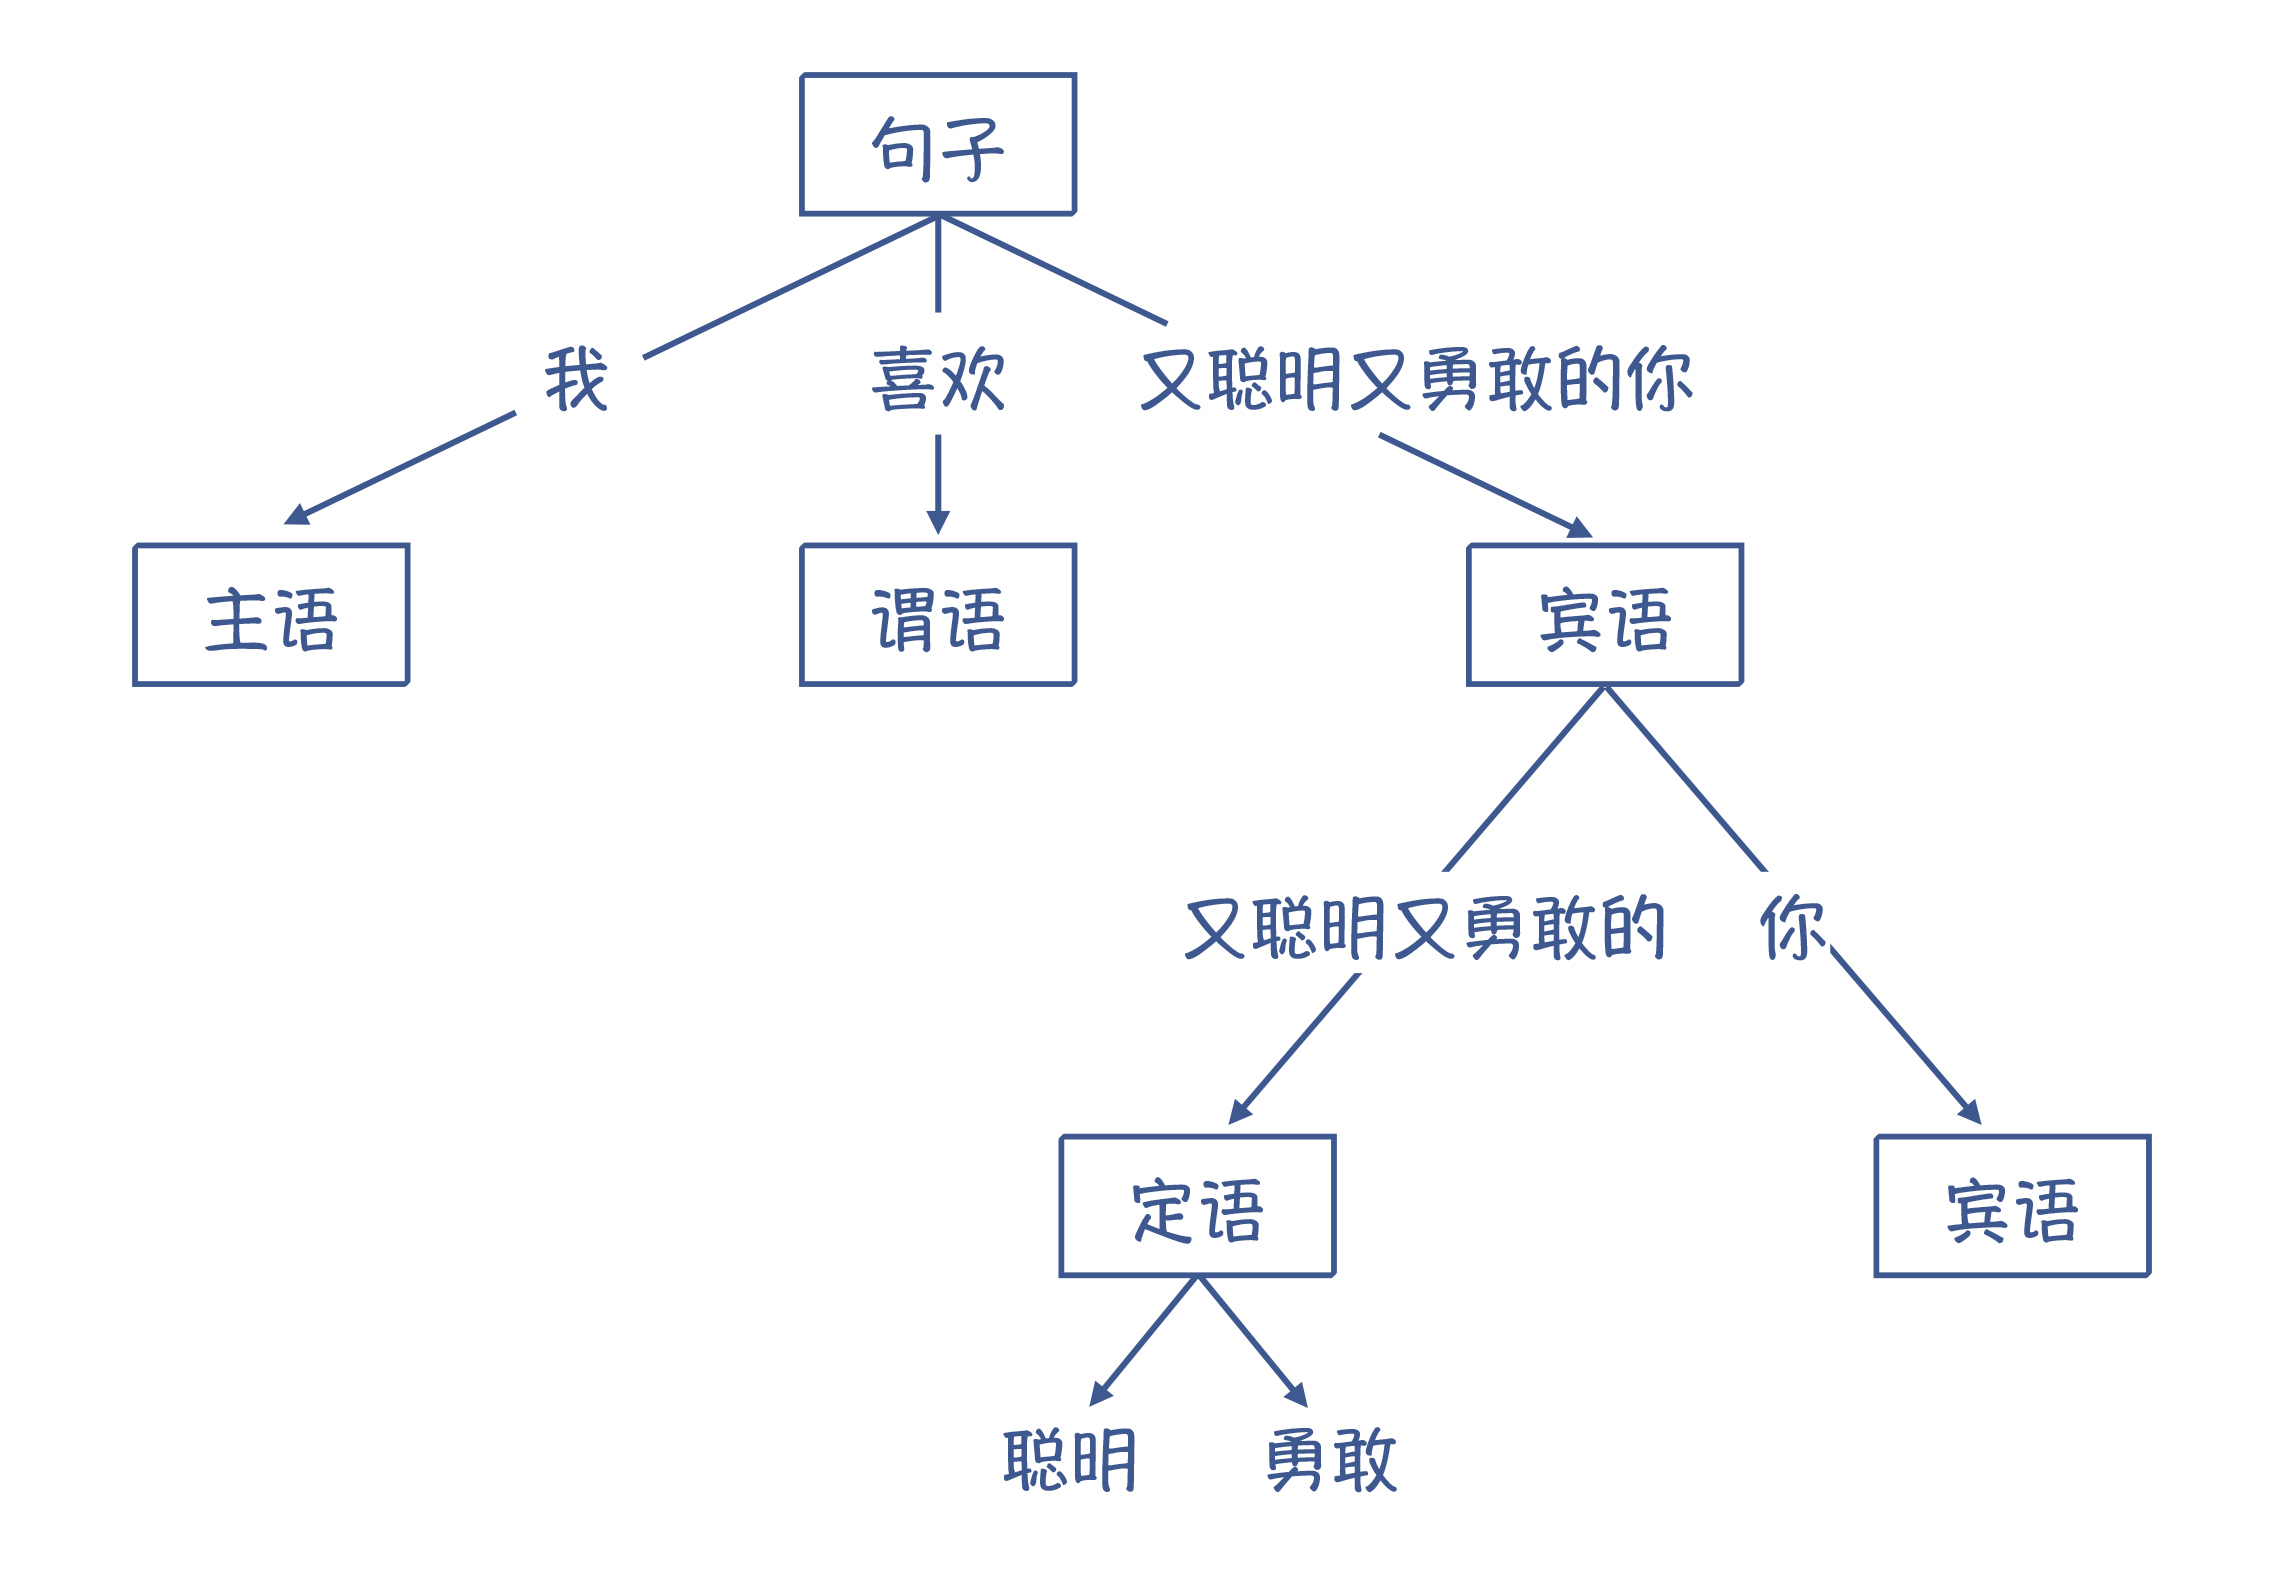 句子
我 喜欢 又聪明又勇敢的你
主语 谓语 宾语
又聪明又勇敢的 你
定语 宾语
聪明 勇敢